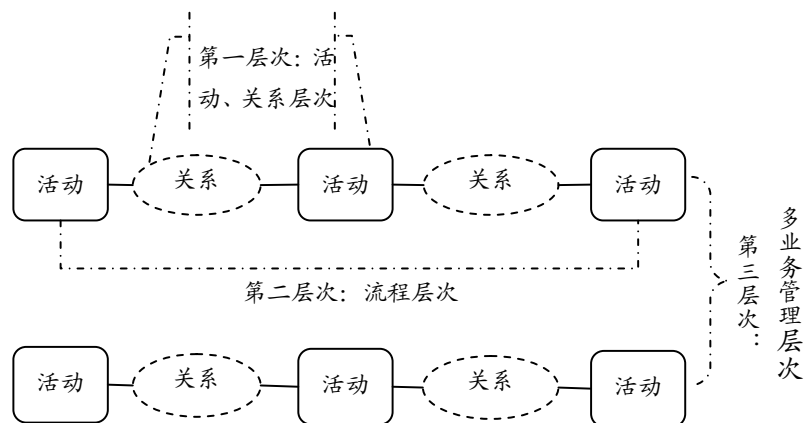 第一层次：活
动、关系层次
活动
关系
活动
关系
活动
第二层次：流程层次
第三层次：
多业务管理层次
活动
关系
活动
关系
活动